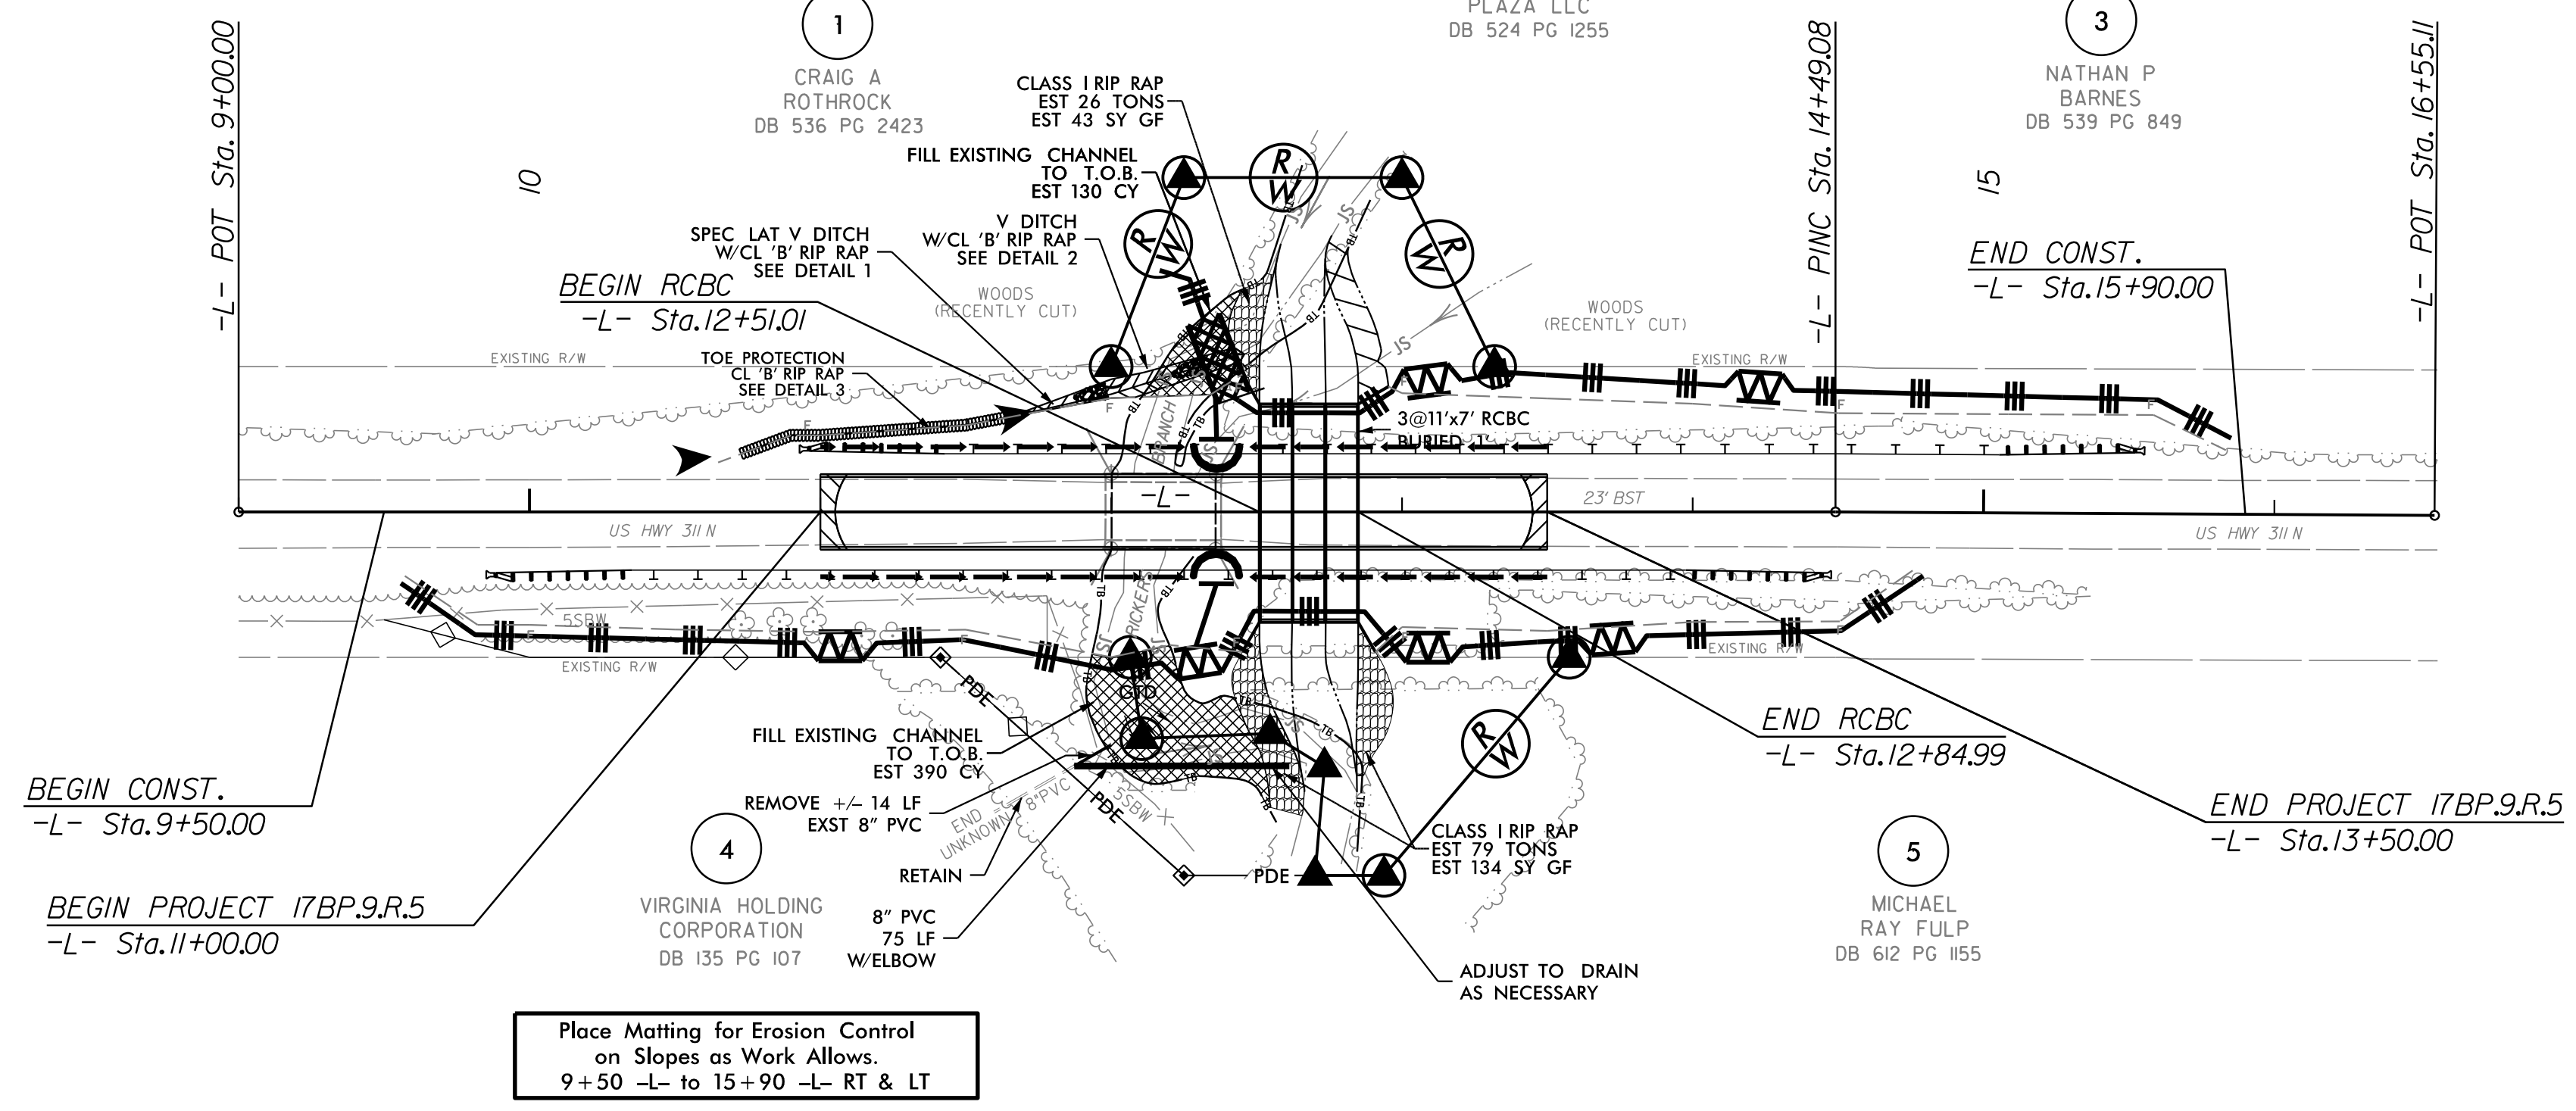 -L- POT Sta. 9+00.00
1
CRAIG A
ROTHROCK
DB 536 PG 2423
PLAZA LLC
DB 524 PG 1255
-L- PINC Sta. 14+49.08
3
NATHAN P
BARNES
DB 539 PG 849
-L- POT Sta. 16+55.11
10
15
CLASS I RIP RAP
EST 26 TONS
EST 43 SY GF
FILL EXISTING CHANNEL
TO T.O.B.
EST 130 CY
V DITCH
W/CL 'B' RIP RAP
SEE DETAIL 2
SPEC LAT V DITCH
W/CL 'B' RIP RAP
SEE DETAIL 1
BEGIN RCBC
-L- Sta.12+51.01
TOE PROTECTION
CL 'B' RIP RAP
SEE DETAIL 3
WOODS
(RECENTLY CUT)
WOODS
(RECENTLY CUT)
END CONST.
-L- Sta.15+90.00
R
W
R
W
R
W
JS
JS
JS
EXISTING R/W
EXISTING R/W
F
F
F
F
F
TB
TB
TB
BRANCH
JS
3@11'x7' RCBC
BURIED 1'
-L-
23' BST
US HWY 311 N
US HWY 311 N
RICKERS
5SBW
EXISTING R/W
EXISTING R/W
PDE
GTD
FILL EXISTING CHANNEL
TO T.O.B.
EST 390 CY
REMOVE +/- 14 LF
EXST 8" PVC
END
UNKNOWN
8"PVC
5SBW
PDE
RETAIN
PDE
8" PVC
75 LF
W/ELBOW
R
W
CLASS I RIP RAP
EST 79 TONS
EST 134 SY GF
ADJUST TO DRAIN
AS NECESSARY
BEGIN CONST.
-L- Sta.9+50.00
BEGIN PROJECT 17BP.9.R.5
-L- Sta.11+00.00
4
VIRGINIA HOLDING
CORPORATION
DB 135 PG 107
END RCBC
-L- Sta.12+84.99
END PROJECT 17BP.9.R.5
-L- Sta.13+50.00
5
MICHAEL
RAY FULP
DB 612 PG 1155
Place Matting for Erosion Control
on Slopes as Work Allows.
9+50 -L- to 15+90 -L- RT & LT